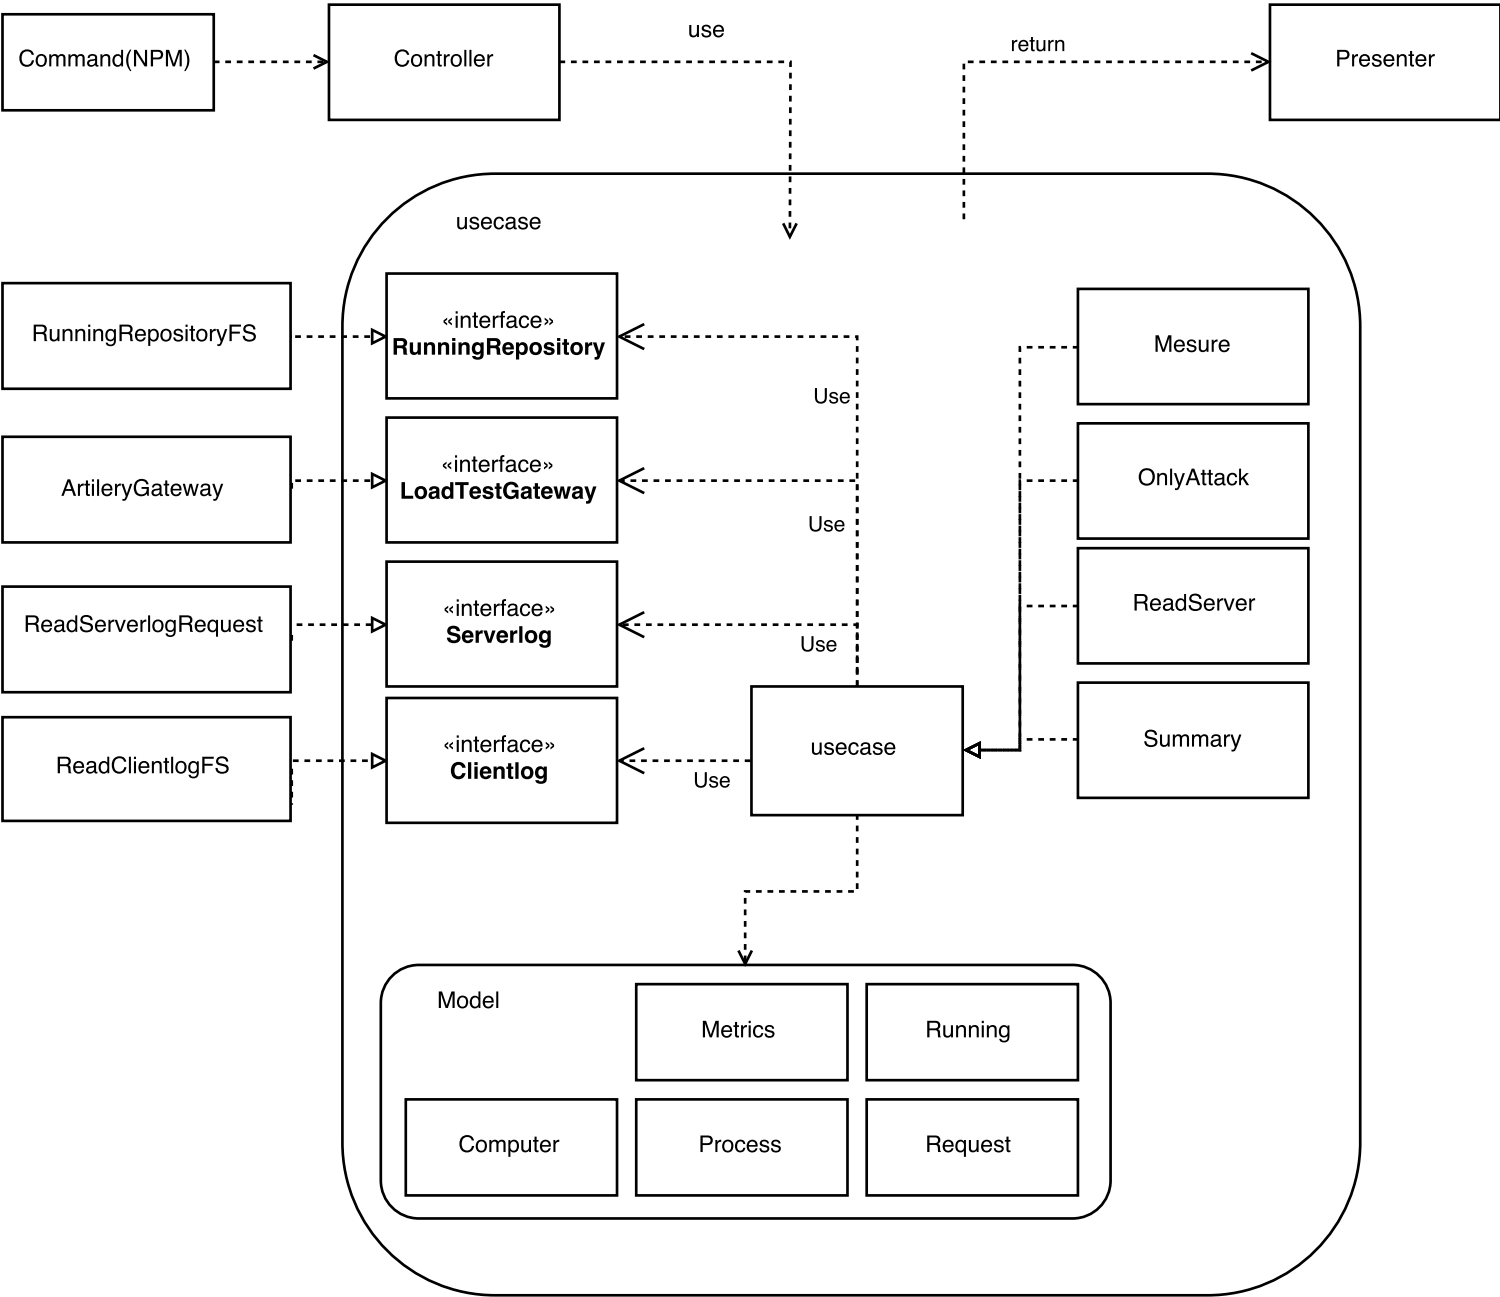 Command(NPM)
Controller
use
return
Presenter
usecase
RunningRepositoryFS
«interface»
RunningRepository
Mesure
Use
ArtileryGateway
«interface»
LoadTestGateway
OnlyAttack
Use
ReadServerlogRequest
«interface»
Serverlog
ReadServer
Use
ReadClientlogFS
«interface»
Clientlog
Use
usecase
Summary
Model
Metrics
Running
Computer
Process
Request